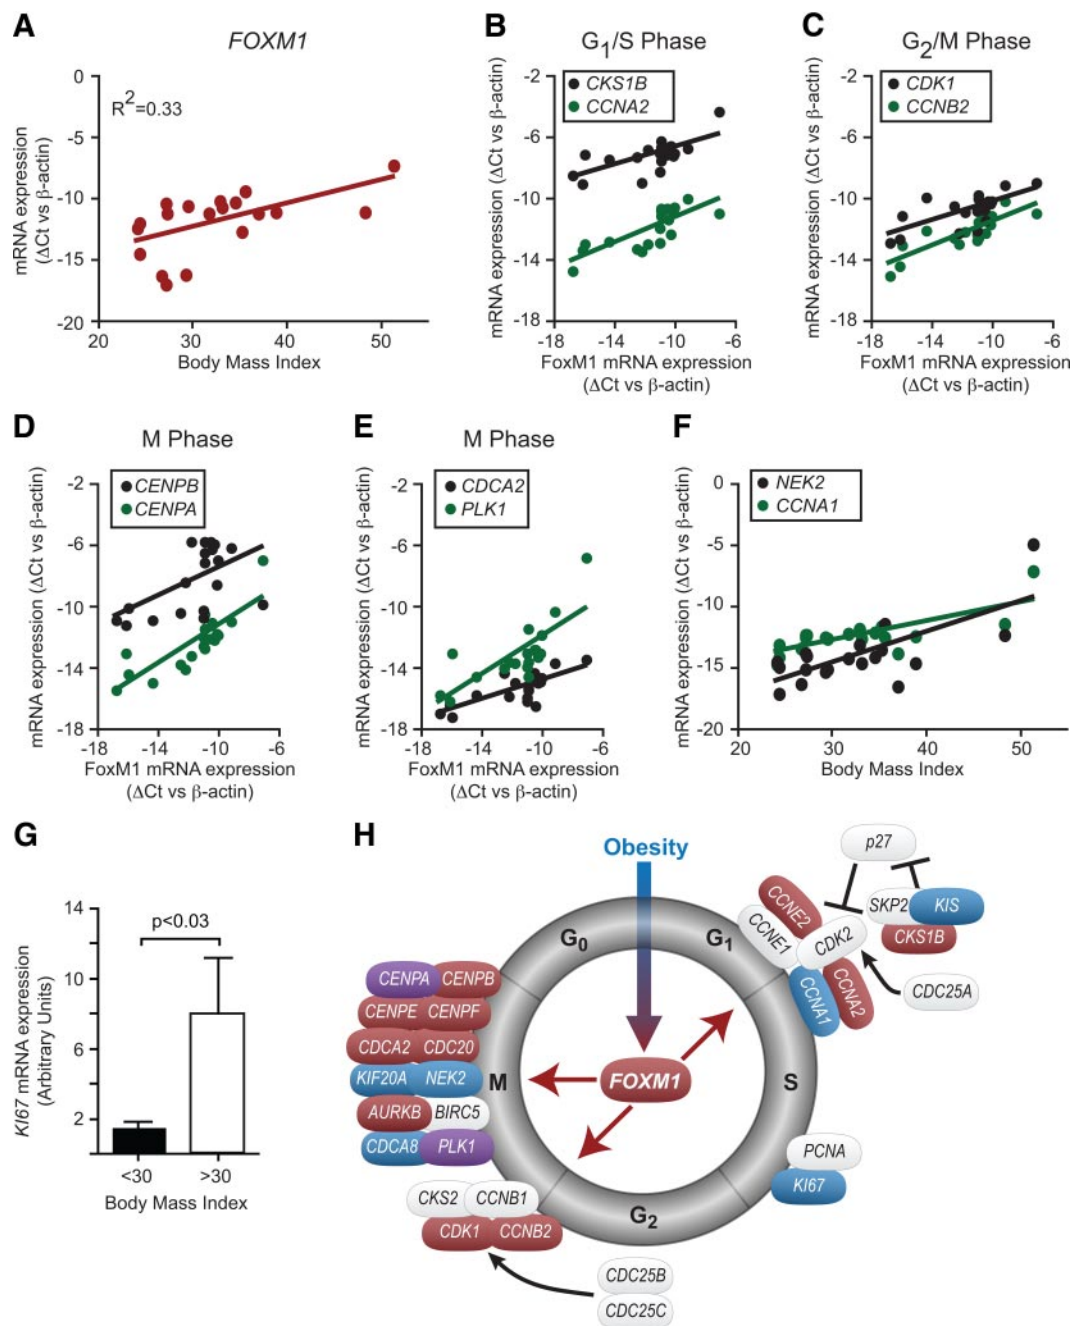 A
FOXM1
mRNA expression
(ΔCt vs β-actin)
0
-5
-10
-15
-20
R2=0.33
20
30
40
50
Body Mass Index
B
G1/S Phase
CKS1B
CCNA2
mRNA expression (ΔCt vs β-actin)
-2
-6
-10
-14
-18
-18
-14
-10
-6
FoxM1 mRNA expression
(ΔCt vs β-actin)
C
G2/M Phase
CDK1
CCNB2
mRNA expression (ΔCt vs β-actin)
-2
-6
-10
-14
-18
-18
-14
-10
-6
FoxM1 mRNA expression
(ΔCt vs β-actin)
D
M Phase
CENPB
CENPA
mRNA expression (ΔCt vs β-actin)
-2
-6
-10
-14
-18
-18
-14
-10
-6
FoxM1 mRNA expression
(ΔCt vs β-actin)
E
M Phase
CDCA2
PLK1
mRNA expression (ΔCt vs β-actin)
-2
-6
-10
-14
-18
-18
-14
-10
-6
FoxM1 mRNA expression
(ΔCt vs β-actin)
F
NEK2
CCNA1
mRNA expression (ΔCt vs β-actin)
0
-5
-10
-15
-20
20
30
40
50
Body Mass Index
G
KI67 mRNA expression
(Arbitrary Units)
14
10
6
2
p<0.03
<30
>30
Body Mass Index
H
Obesity
G0
G1
S
G2
M
FOXM1
p27
SKP2
KIS
CKS1B
CCNE2
CCNE1
CDK2
CCNA1
CCNA2
CDC25A
PCNA
KI67
CENPA
CENPB
CENPE
CENPF
CDCA2
CDC20
KIF20A
NEK2
AURKB
BIRC5
CDCA8
PLK1
CKS2
CCNB1
CDK1
CCNB2
CDC25B
CDC25C